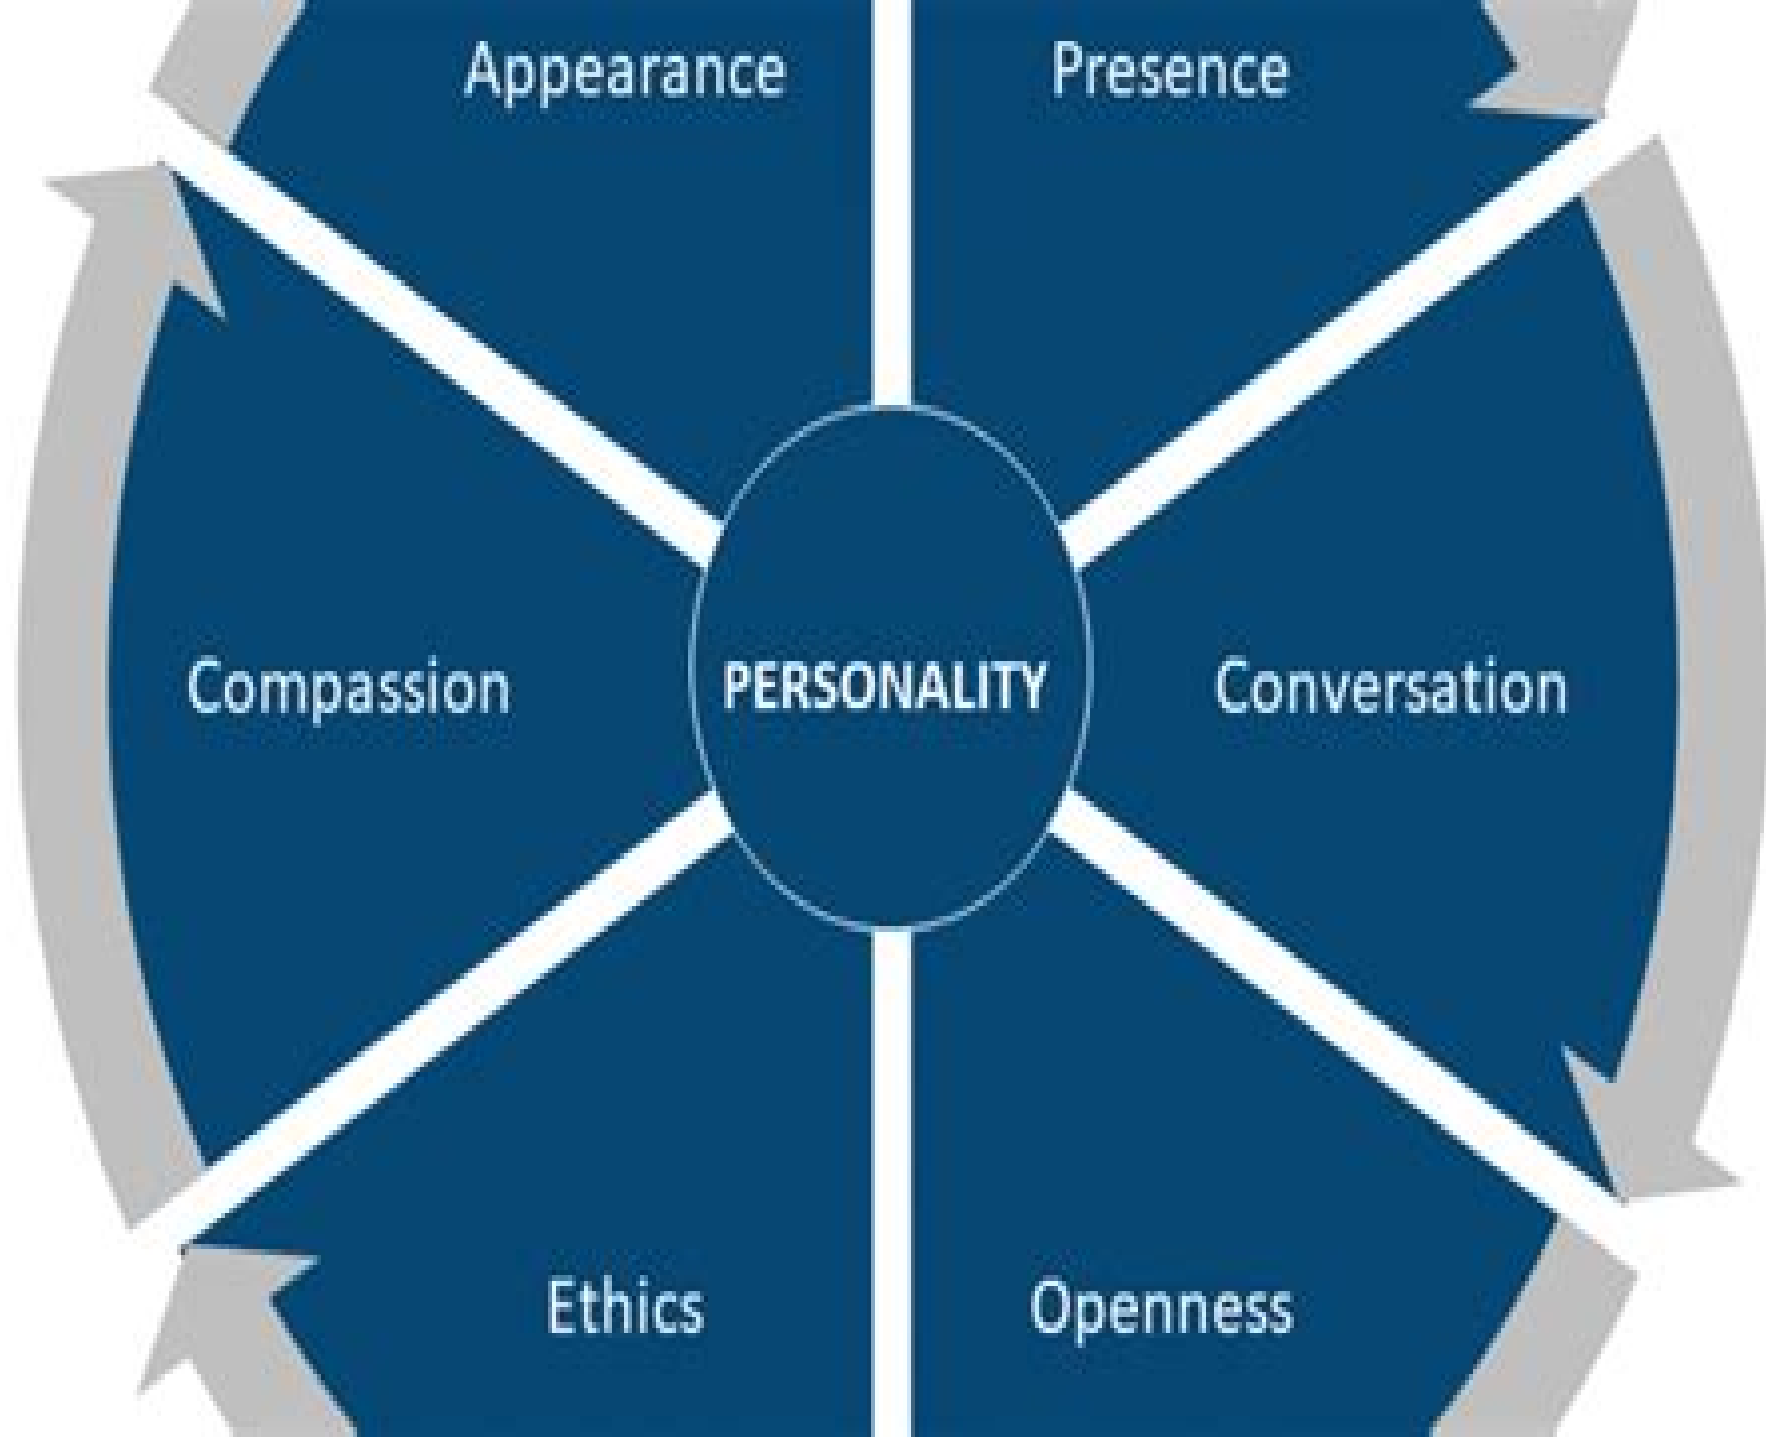 Appearance
Presence
Compassion
PERSONALITY
Conversation
Ethics
Openness